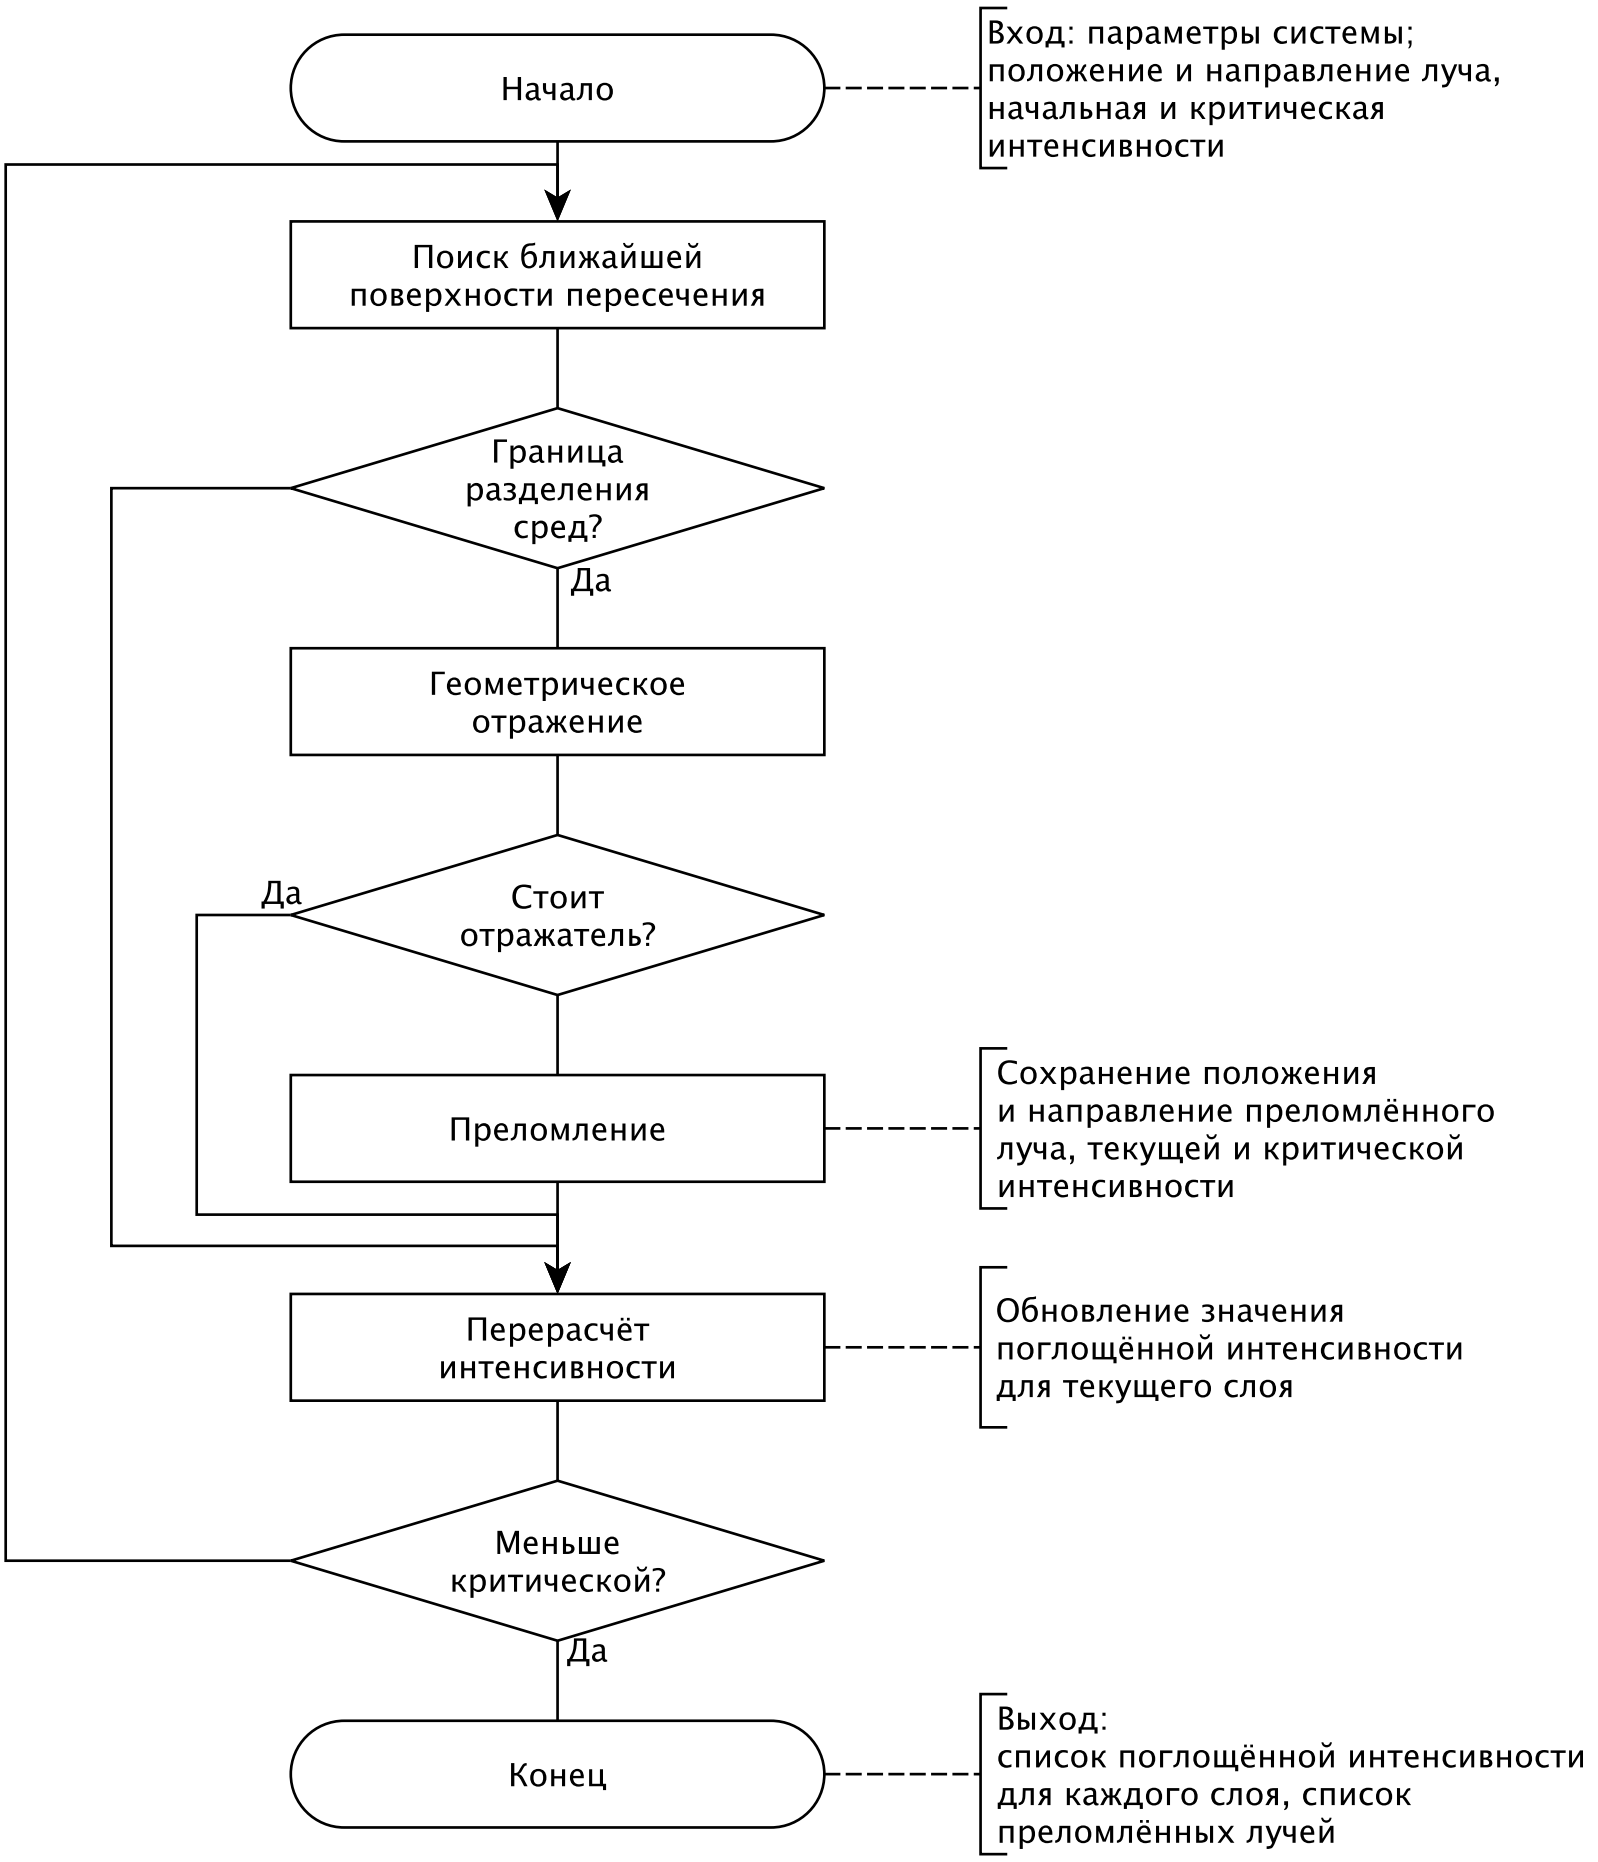 Начало
Вход: параметры системы;
положение и направление луча,
начальная и критическая
интенсивности
Поиск ближайшей
поверхности пересечения
Граница
разделения
сред?
Да
Геометрическое
отражение
Да
Стоит
отражатель?
Преломление
Сохранение положения
и направление преломлённого
луча, текущей и критической
интенсивности
Перерасчёт
интенсивности
Обновление значения
поглощённой интенсивности
для текущего слоя
Меньше
критической?
Да
Конец
Выход:
список поглощённой интенсивности
для каждого слоя, список
преломлённых лучей